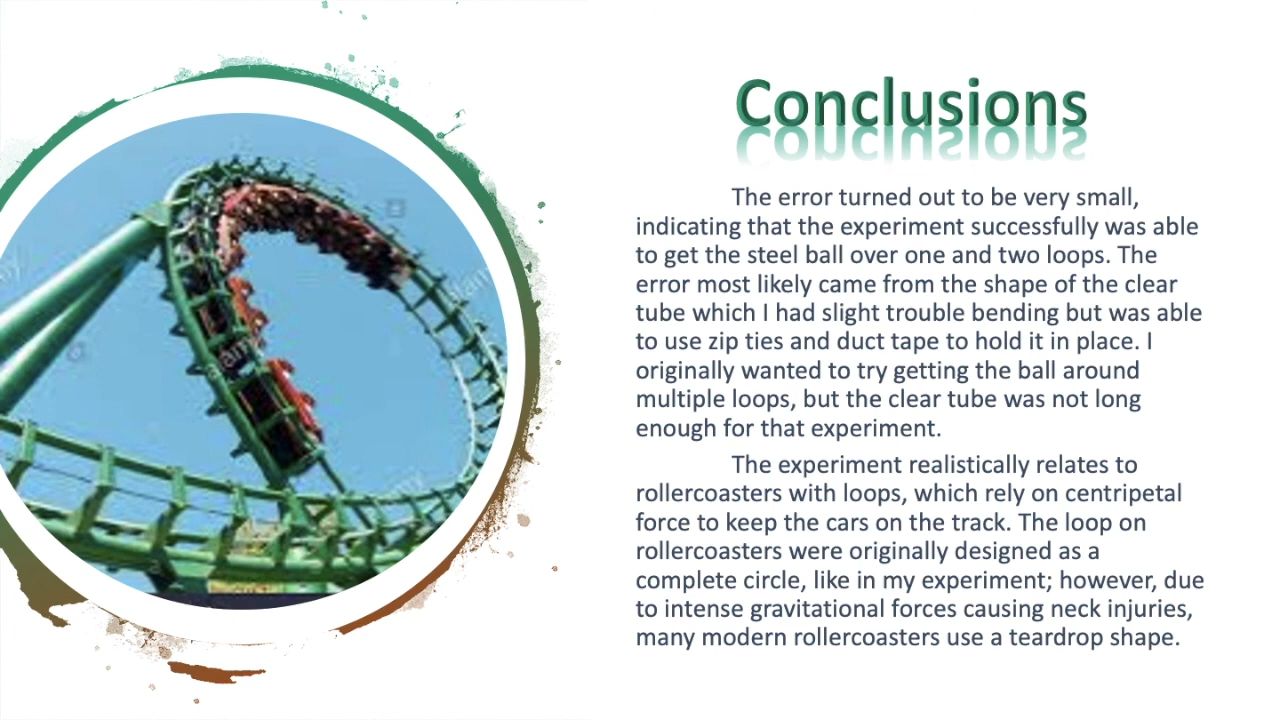 Conclusions
The error turned out to be very small,
indicating that the experiment successfully was able
to get the steel ball over one and two loops. The
error most likely came from the shape of the clear
tube which I had slight trouble bending but was able
to use zip ties and duct tape to hold it in place. I
originally wanted to try getting the ball around
multiple loops, but the clear tube was not long
enough for that experiment.
The experiment realistically relates to
rollercoasters with loops, which rely on centripetal
force to keep the cars on the track. The loop on
rollercoasters were originally designed as a
complete circle, like in my experiment; however, due
to intense gravitational forces causing neck injuries,
many modern rollercoasters use a teardrop shape.